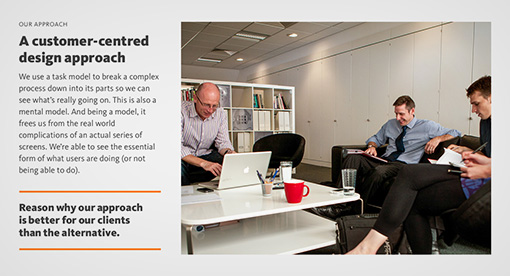 OUR APPROACH
A customer-centred
design approach
We use a task model to break a complex
process down into its parts so we can
see what's really going on. This is also a
mental model. And being a model, it
frees us from the real world
complications of an actual series of
screens. We're able to see the essential
form of what users are doing (or not
being able to do).
Reason why our approach
is better for our clients
than the alternative.